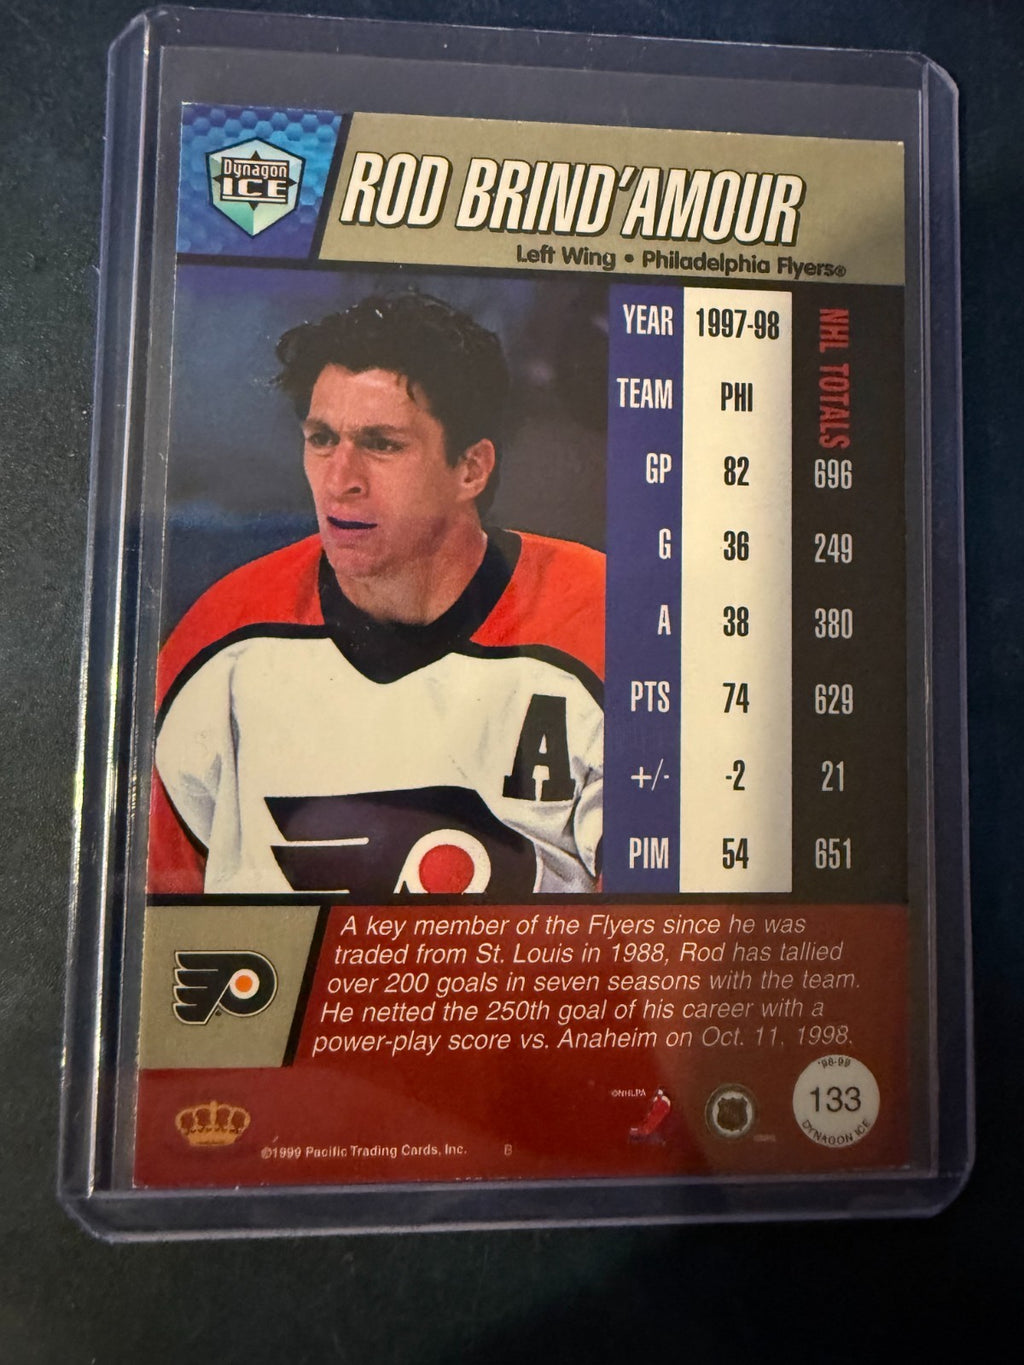 Dynagon
ICE
ROD BRIND'AMOUR
Left Wing • Philadelphia Flyers®
NHL TOTALS
YEAR 1997-98
TEAM PHI
GP 82 696
G 36 249
A 38 380
PTS 74 629
+/- -2 21
PIM 54 651
A
A key member of the Flyers since he was
traded from St. Louis in 1988, Rod has tallied
over 200 goals in seven seasons with the team.
He netted the 250th goal of his career with a
power-play score vs. Anaheim on Oct. 11, 1998.
©NHLPA
'98-99
133
DYNAGON ICE
©1999 Pacific Trading Cards, Inc. B